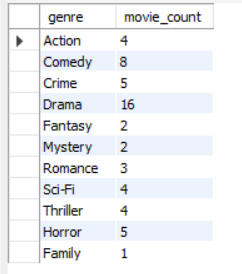 genre movie_count
Action 4
Comedy 8
Crime 5
Drama 16
Fantasy 2
Mystery 2
Romance 3
Sci-Fi 4
Thriller 4
Horror 5
Family 1